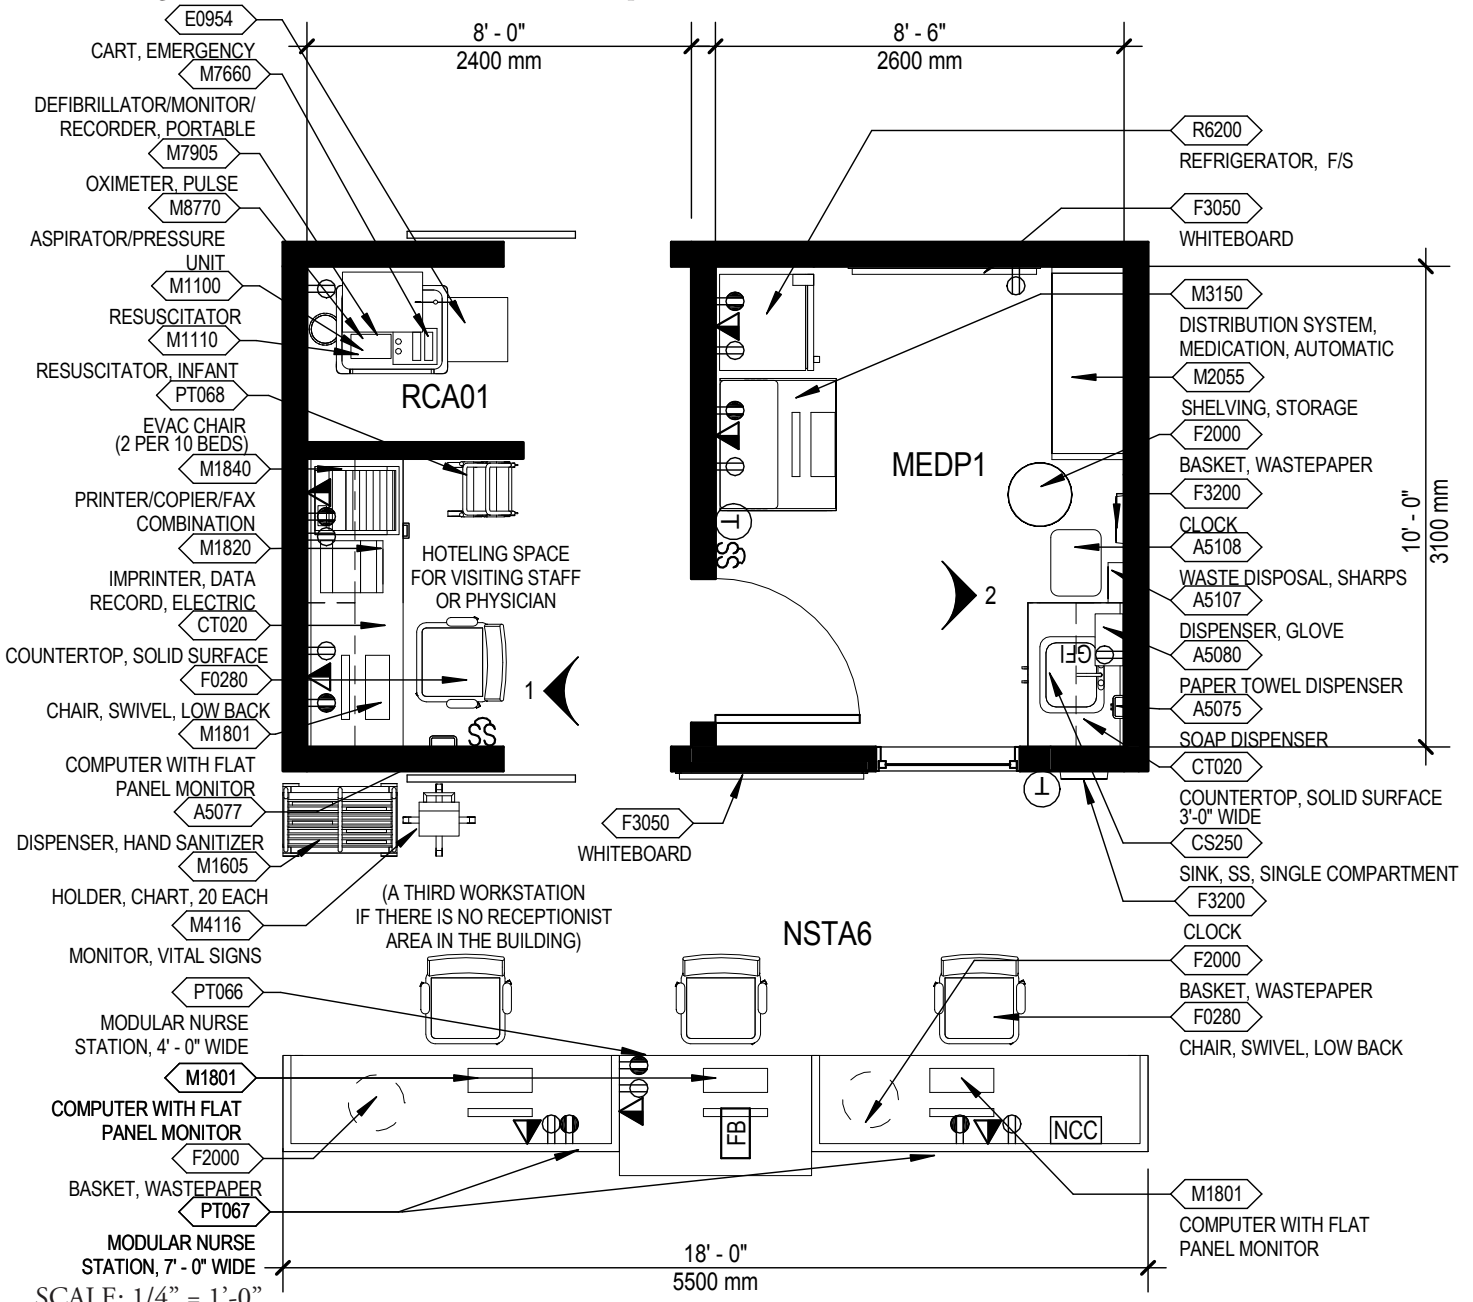 E0954
CART, EMERGENCY
M7660
DEFIBRILLATOR/MONITOR/
RECORDER, PORTABLE
M7905
OXIMETER, PULSE
M8770
ASPIRATOR/PRESSURE
UNIT
M1100
RESUSCITATOR
M1110
RESUSCITATOR, INFANT
PT068
EVAC CHAIR
(2 PER 10 BEDS)
M1840
PRINTER/COPIER/FAX
COMBINATION
M1820
IMPRINTER, DATA
RECORD, ELECTRIC
CT020
COUNTERTOP, SOLID SURFACE
F0280
CHAIR, SWIVEL, LOW BACK
M1801
COMPUTER WITH FLAT
PANEL MONITOR
A5077
DISPENSER, HAND SANITIZER
M1605
HOLDER, CHART, 20 EACH
M4116
MONITOR, VITAL SIGNS
PT066
MODULAR NURSE
STATION, 4' - 0" WIDE
M1801
COMPUTER WITH FLAT
PANEL MONITOR
F2000
BASKET, WASTEPAPER
PT067
MODULAR NURSE
STATION, 7' - 0" WIDE
SCALE: 1/4" = 1'-0"
8' - 0"
2400 mm
8' - 6"
2600 mm
RCA01
HOTELING SPACE
FOR VISITING STAFF
OR PHYSICIAN
1
SS
MEDP1
T
SS
2
GFI
T
F3050
WHITEBOARD
(A THIRD WORKSTATION
IF THERE IS NO RECEPTIONIST
AREA IN THE BUILDING)
NSTA6
FB
NCC
18' - 0"
5500 mm
R6200
REFRIGERATOR, F/S
F3050
WHITEBOARD
M3150
DISTRIBUTION SYSTEM,
MEDICATION, AUTOMATIC
M2055
SHELVING, STORAGE
F2000
BASKET, WASTEPAPER
F3200
CLOCK
A5108
WASTE DISPOSAL, SHARPS
A5107
DISPENSER, GLOVE
A5080
PAPER TOWEL DISPENSER
A5075
SOAP DISPENSER
CT020
COUNTERTOP, SOLID SURFACE
3'-0" WIDE
CS250
SINK, SS, SINGLE COMPARTMENT
F3200
CLOCK
F2000
BASKET, WASTEPAPER
F0280
CHAIR, SWIVEL, LOW BACK
M1801
COMPUTER WITH FLAT
PANEL MONITOR
10' - 0"
3100 mm